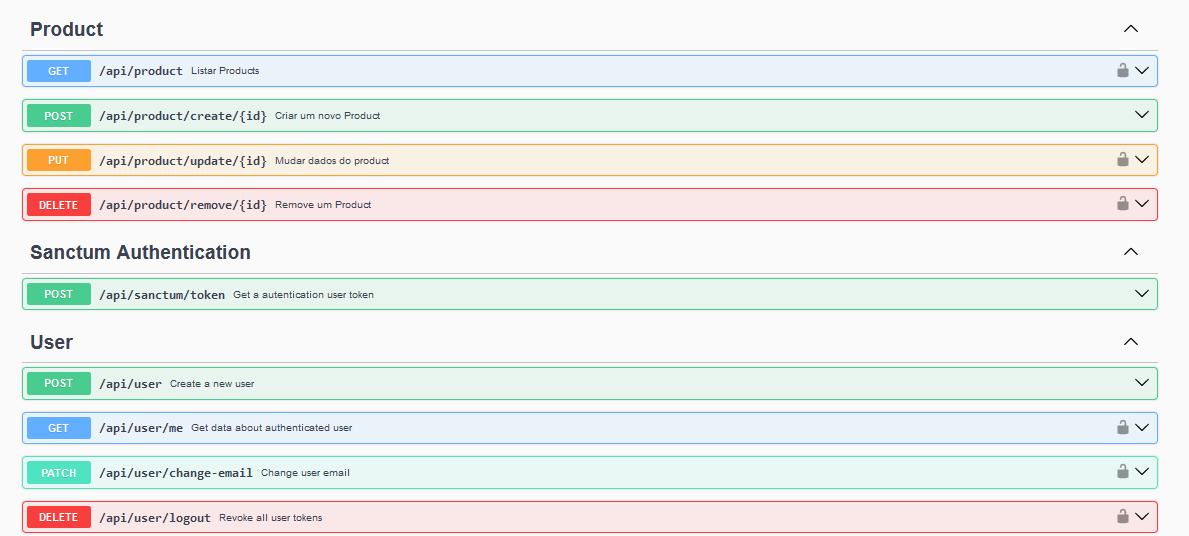 Product
GET /api/product Listar Products
POST /api/product/create/{id} Criar um novo Product
PUT /api/product/update/{id} Mudar dados do product
DELETE /api/product/remove/{id} Remove um Product
Sanctum Authentication
POST /api/sanctum/token Get a autentication user token
User
POST /api/user Create a new user
GET /api/user/me Get data about authenticated user
PATCH /api/user/change-email Change user email
DELETE /api/user/logout Revoke all user tokens